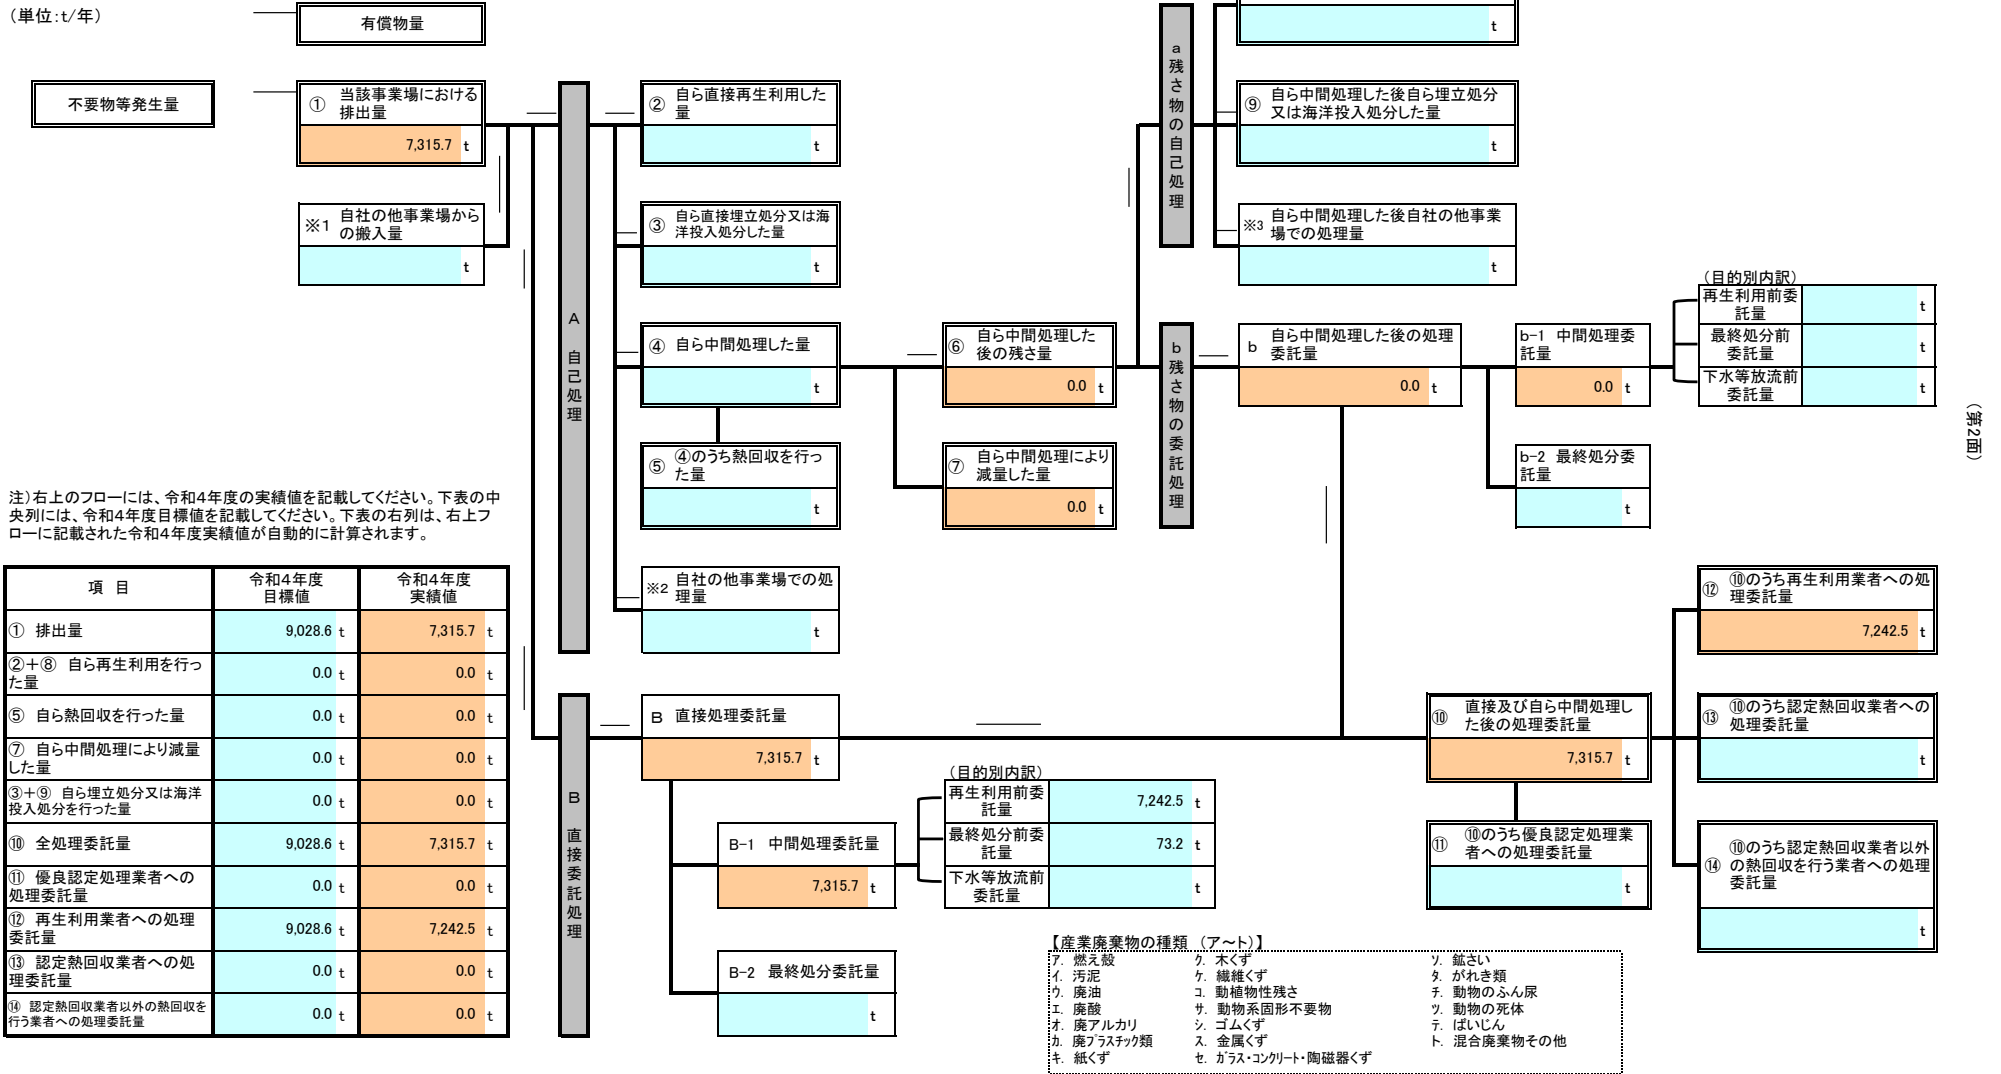 (単位:t/年)
有償物量
t
不要物等発生量
① 当該事業場における
排出量
7,315.7 t
② 自ら直接再生利用した
量
t
a 残さ物の自己処理
⑨ 自ら中間処理した後自ら埋立処分
又は海洋投入処分した量
t
※1 自社の他事業場から
の搬入量
t
③ 自ら直接埋立処分又は海
洋投入処分した量
t
※3 自ら中間処理した後自社の他事業
場での処理量
t
A 自己処理
④ 自ら中間処理した量
t
⑥ 自ら中間処理した
後の残さ量
0.0 t
b 残さ物の委託処理
b 自ら中間処理した後の処理
委託量
0.0 t
b-1 中間処理委
託量
0.0 t
(目的別内訳)
再生利用前委
託量
t
最終処分前
委託量
t
下水等放流前
委託量
t
(第2面)
⑤ ④のうち熱回収を行っ
た量
t
⑦ 自ら中間処理により
減量した量
0.0 t
b-2 最終処分委
託量
t
注)右上のフローには、令和4年度の実績値を記載してください。下表の中
央列には、令和4年度目標値を記載してください。下表の右列は、右上フ
ローに記載された令和4年度実績値が自動的に計算されます。
※2 自社の他事業場での処
理量
t
項 目 令和4年度
目標値 令和4年度
実績値
① 排出量 9,028.6 t 7,315.7 t
②+⑧ 自ら再生利用を行っ
た量 0.0 t 0.0 t
⑤ 自ら熱回収を行った量 0.0 t 0.0 t
⑦ 自ら中間処理により減量
した量 0.0 t 0.0 t
③+⑨ 自ら埋立処分又は海洋
投入処分を行った量 0.0 t 0.0 t
⑩ 全処理委託量 9,028.6 t 7,315.7 t
⑪ 優良認定処理業者への
処理委託量 0.0 t 0.0 t
⑫ 再生利用業者への処理
委託量 9,028.6 t 7,242.5 t
⑬ 認定熱回収業者への処
理委託量 0.0 t 0.0 t
⑭ 認定熱回収業者以外の熱回収を
行う業者への処理委託量 0.0 t 0.0 t
B 直接委託処理
B 直接処理委託量
7,315.7 t
B-1 中間処理委託量
7,315.7 t
(目的別内訳)
再生利用前委
託量
7,242.5 t
最終処分前委
託量
73.2 t
下水等放流前
委託量
t
B-2 最終処分委託量
t
⑩ 直接及び自ら中間処理し
た後の処理委託量
7,315.7 t
⑪ ⑩のうち優良認定処理業
者への処理委託量
t
⑫ ⑩のうち再生利用業者への処
理委託量
7,242.5 t
⑬ ⑩のうち認定熱回収業者への
処理委託量
t
⑭ ⑩のうち認定熱回収業者以外
の熱回収を行う業者への処理
委託量
t
【産業廃棄物の種類 (ア~ト)】
ア. 燃え殻 ク. 木くず ソ. 鉱さい
イ. 汚泥 ケ. 繊維くず タ. がれき類
ウ. 廃油 コ. 動植物性残さ チ. 動物のふん尿
エ. 廃酸 サ. 動物系固形不要物 ツ. 動物の死体
オ. 廃アルカリ シ. ゴムくず テ. ばいじん
カ. 廃プラスチック類 ス. 金属くず ト. 混合廃棄物その他
キ. 紙くず セ. ガラス・コンクリート・陶磁器くず